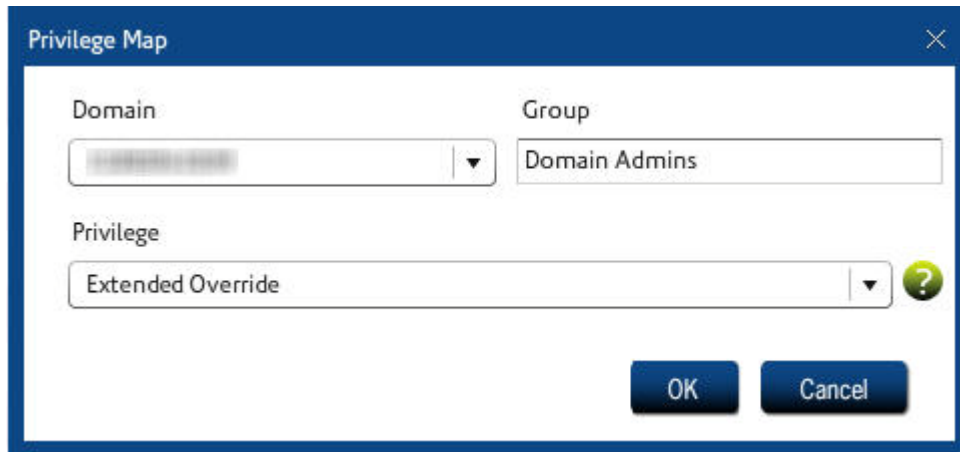 Privilege Map
Domain
Group
Domain Admins
Privilege
Extended Override
?
OK
Cancel